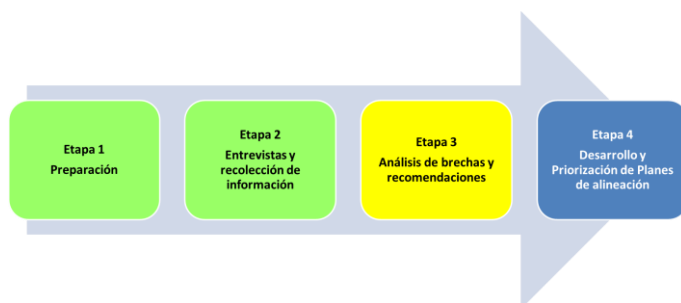 Etapa 1
Preparación
Etapa 2
Entrevistas y
recolección de
información
Etapa 3
Análisis de brechas y
recomendaciones
Etapa 4
Desarrollo y
Priorización de Planes
de alineación